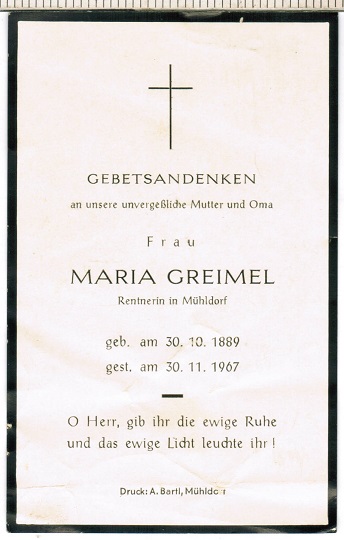 GEBETSANDENKEN
an unsere unvergeßliche Mutter und Oma
Frau
MARIA GREIMEL
Rentnerin in Mühldorf
geb. am 30. 10. 1889
gest. am 30. 11. 1967
O Herr, gib ihr die ewige Ruhe
und das ewige Licht leuchte ihr!
Druck: A. Bartl, Mühldorf